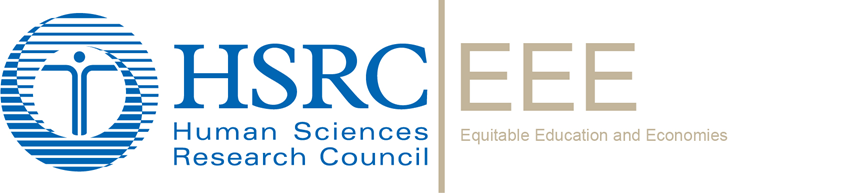 HSRC
Human Sciences
Research Council
EEE
Equitable Education and Economies